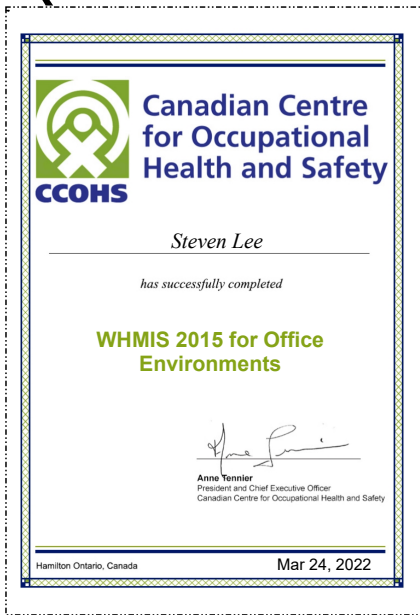 Canadian Centre
for Occupational
Health and Safety
CCOHS
Steven Lee
has successfully completed
WHMIS 2015 for Office
Environments
Anne Tennier
President and Chief Executive Officer
Canadian Centre for Occupational Health and Safety
Hamilton Ontario, Canada
Mar 24, 2022